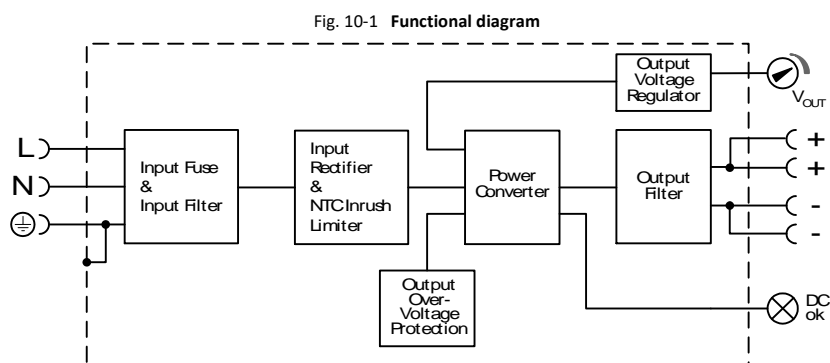 Fig. 10-1 Functional diagram
Output
Voltage
Regulator
V_OUT
L
N
Input Fuse
&
Input Filter
Input
Rectifier
&
NTC Inrush
Limiter
Power
Converter
Output
Filter
+
+
-
-
Output
Over-
Voltage
Protection
DC
ok